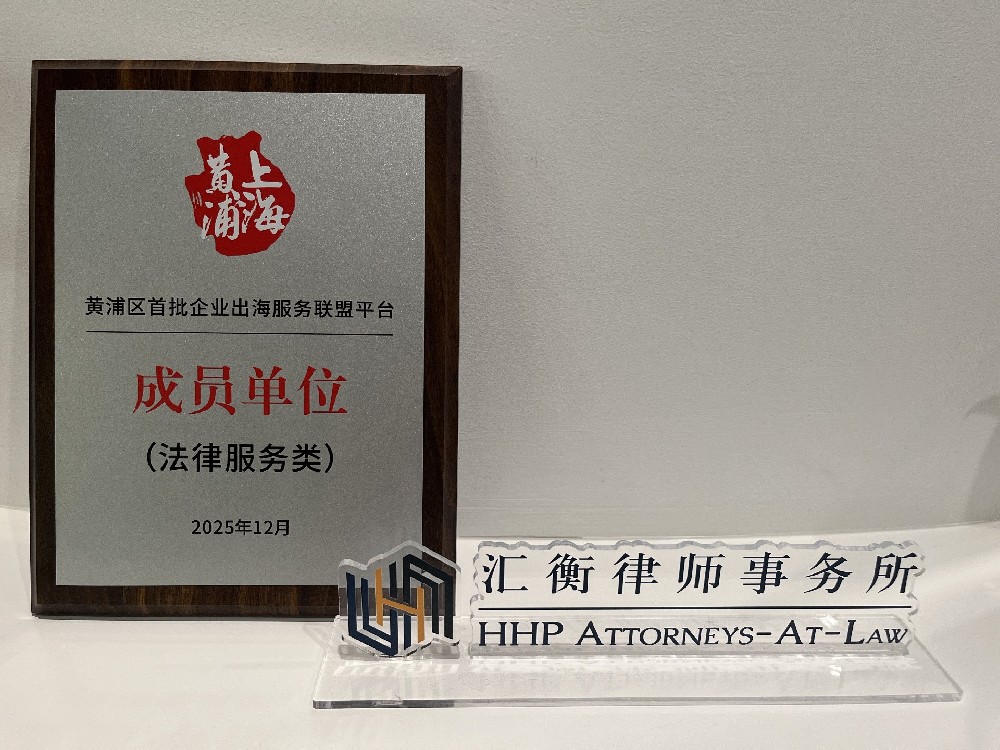 上海
黄浦
黄浦区首批企业出海服务联盟平台
成员单位
（法律服务类）
2025年12月
汇衡律师事务所
HHP ATTORNEYS-AT-LAW